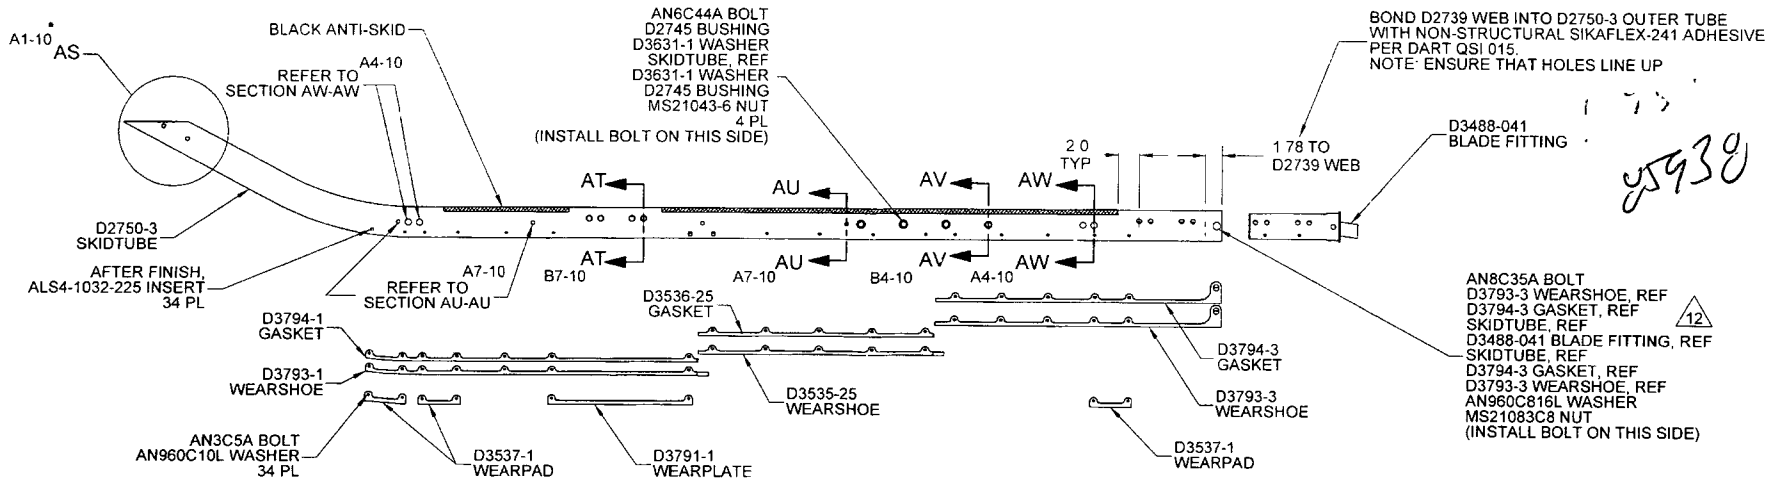 A1-10
AS
BLACK ANTI-SKID
REFER TO
SECTION AW-AW
A4-10
AN6C44A BOLT
D2745 BUSHING
D3631-1 WASHER
SKIDTUBE, REF
D3631-1 WASHER
D2745 BUSHING
MS21043-6 NUT
4 PL
(INSTALL BOLT ON THIS SIDE)
BOND D2739 WEB INTO D2750-3 OUTER TUBE
WITH NON-STRUCTURAL SIKAFLEX-241 ADHESIVE
PER DART QSI 015.
NOTE: ENSURE THAT HOLES LINE UP
2.0
TYP
1.78 TO
D2739 WEB
D3488-041
BLADE FITTING
AT
AU
AV
AW
D2750-3
SKIDTUBE
AFTER FINISH,
ALS4-1032-225 INSERT
34 PL
REFER TO
SECTION AU-AU
A7-10
AT
B7-10
AU
A7-10
AV
B4-10
AW
A4-10
D3794-1
GASKET
D3793-1
WEARSHOE
D3536-25
GASKET
D3535-25
WEARSHOE
D3794-3
GASKET
D3793-3
WEARSHOE
AN3C5A BOLT
AN960C10L WASHER
34 PL
D3537-1
WEARPAD
D3791-1
WEARPLATE
D3537-1
WEARPAD
AN8C35A BOLT
D3793-3 WEARSHOE, REF
D3794-3 GASKET, REF
SKIDTUBE, REF
D3488-041 BLADE FITTING, REF
SKIDTUBE, REF
D3794-3 GASKET, REF
D3793-3 WEARSHOE, REF
AN960C816L WASHER
MS21083C8 NUT
(INSTALL BOLT ON THIS SIDE)
12